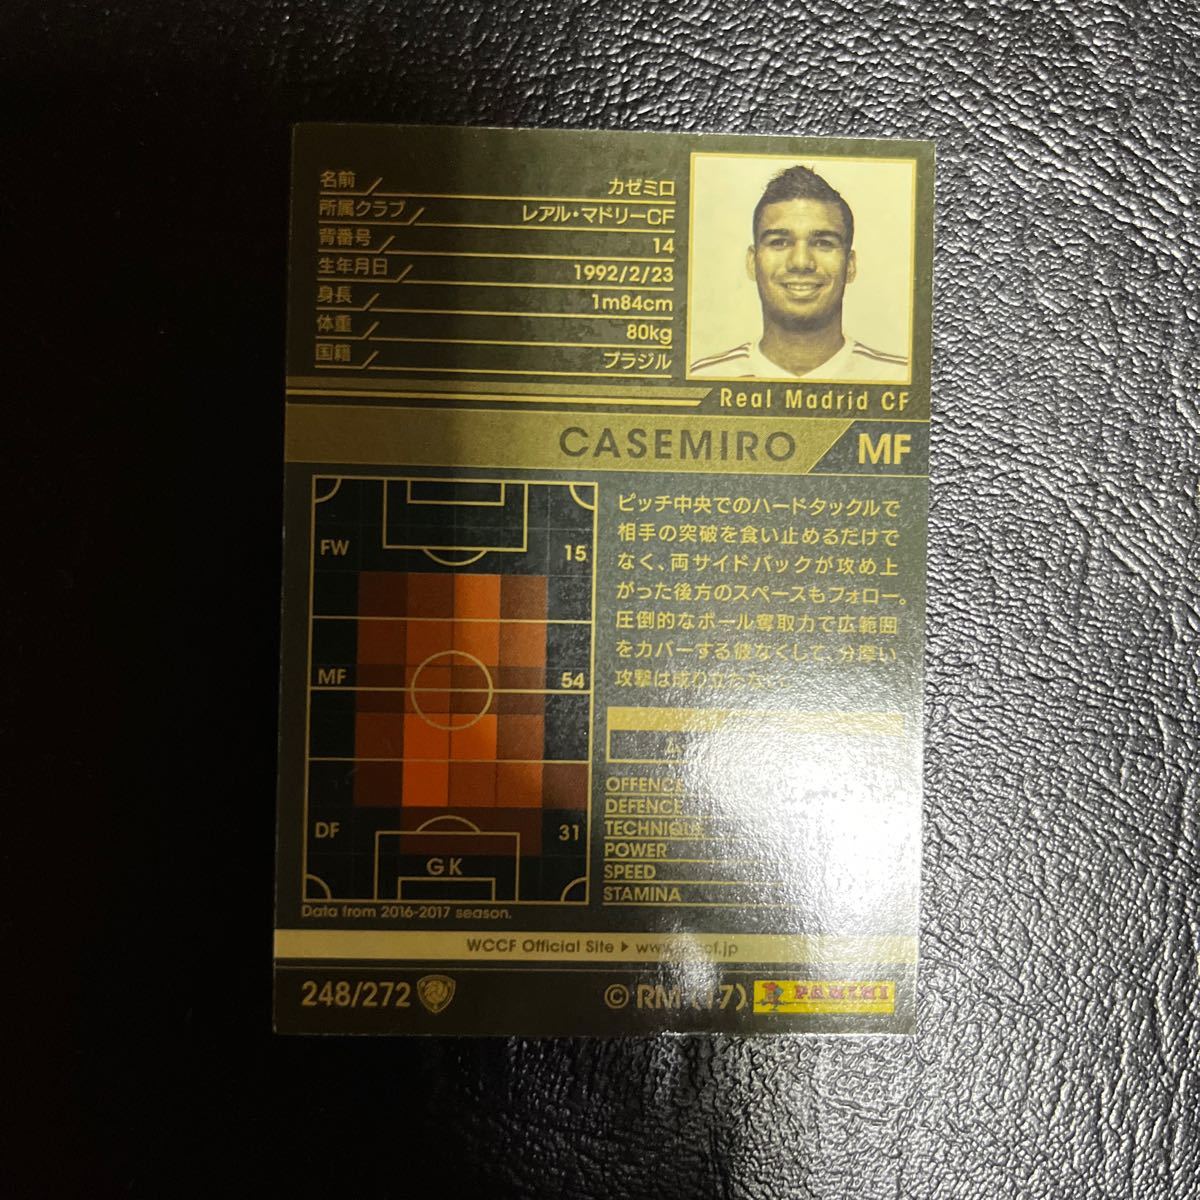 名前 カゼミロ
所属クラブ レアル・マドリーCF
背番号 14
生年月日 1992/2/23
身長 1m84cm
体重 80kg
国籍 ブラジル
Real Madrid CF
CASEMIRO MF
FW 15
MF 54
DF 31
GK
Data from 2016-2017 season.
ピッチ中央でのハードタックルで
相手の突破を食い止めるだけで
なく、両サイドバックが攻め上
がった後方のスペースもフォロー。
圧倒的なボール奪取力で広範囲
をカバーする彼なくして、分厚い
攻撃は成り立たない。
OFFENCE
DEFENCE
TECHNIQUE
POWER
SPEED
STAMINA
WCCF Official Site ▶ www.wccf.jp
248/272
© RM (17)
PANINI